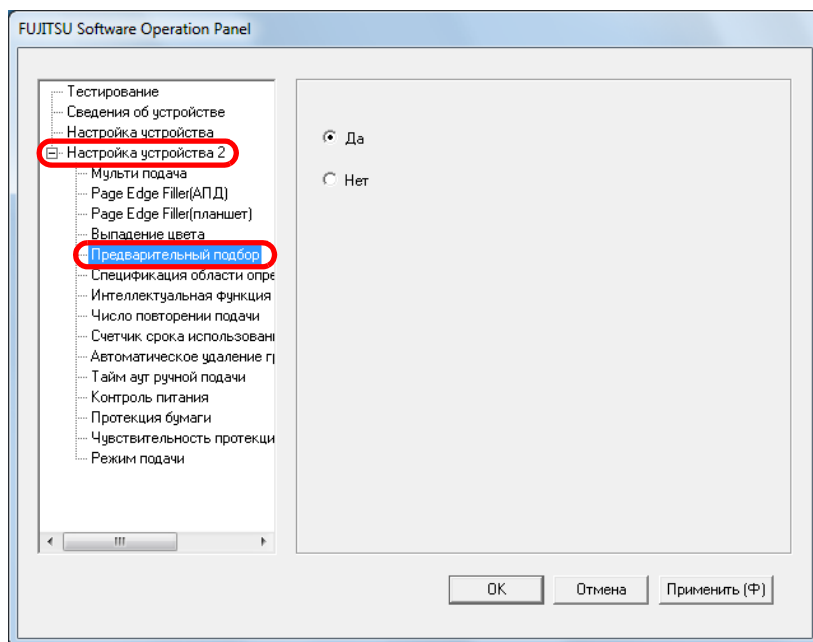 FUJITSU Software Operation Panel
Тестирование
Сведения об устройстве
Настройка устройства
Настройка устройства 2
Мульти подача
Page Edge Filler(АПД)
Page Edge Filler(планшет)
Выпадение цвета
Предварительный подбор
Спецификация области опре
Интеллектуальная функция
Число повторении подачи
Счетчик срока использован
Автоматическое удаление г
Тайм аут ручной подачи
Контроль питания
Протекция бумаги
Чувствительность протекци
Режим подачи
Да
Нет
OK
Отмена
Применить (Ф)